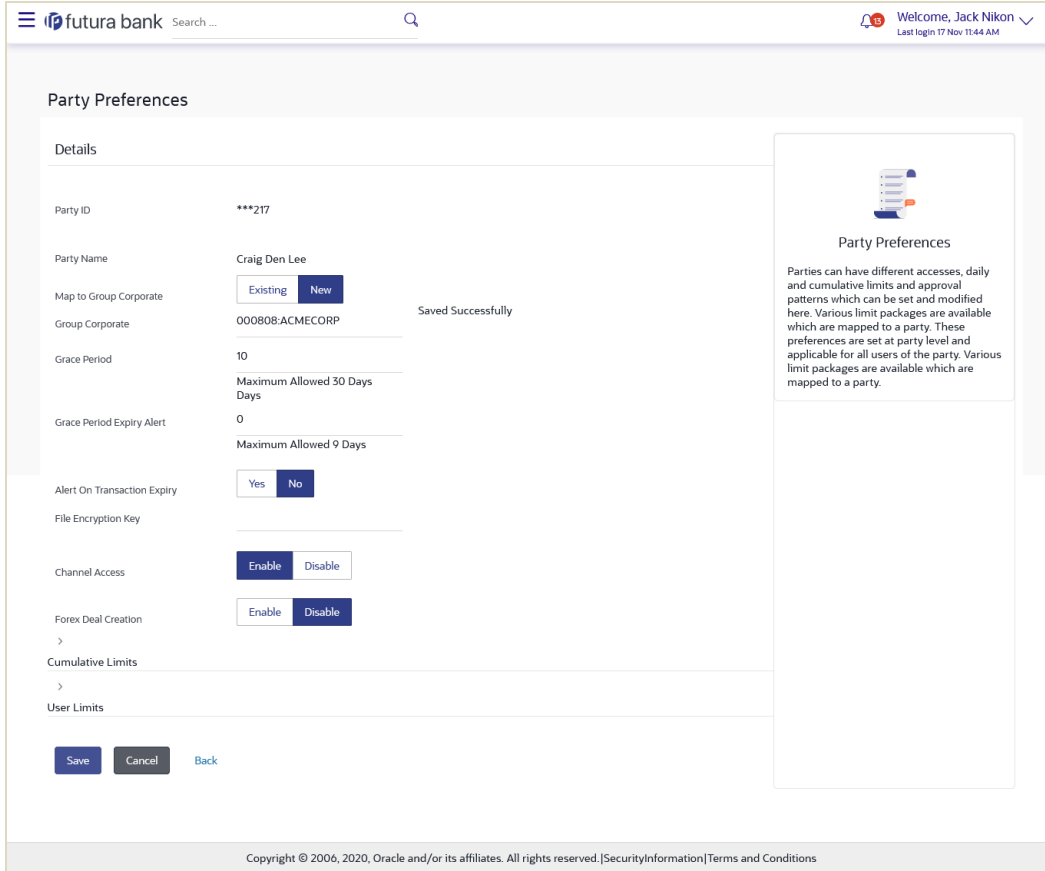 futura bank
Search ...
13
Welcome, Jack Nikon
Last login 17 Nov 11:44 AM
Party Preferences
Details
Party ID
***217
Party Name
Craig Den Lee
Map to Group Corporate
Existing
New
Saved Successfully
Group Corporate
000808:ACMECORP
Grace Period
10
Maximum Allowed 30 Days
Days
Grace Period Expiry Alert
0
Maximum Allowed 9 Days
Alert On Transaction Expiry
Yes
No
File Encryption Key
Channel Access
Enable
Disable
Forex Deal Creation
Enable
Disable
Cumulative Limits
User Limits
Save
Cancel
Back
Party Preferences
Parties can have different accesses, daily
and cumulative limits and approval
patterns which can be set and modified
here. Various limit packages are available
which are mapped to a party. These
preferences are set at party level and
applicable for all users of the party. Various
limit packages are available which are
mapped to a party.
Copyright © 2006, 2020, Oracle and/or its affiliates. All rights reserved.|SecurityInformation|Terms and Conditions